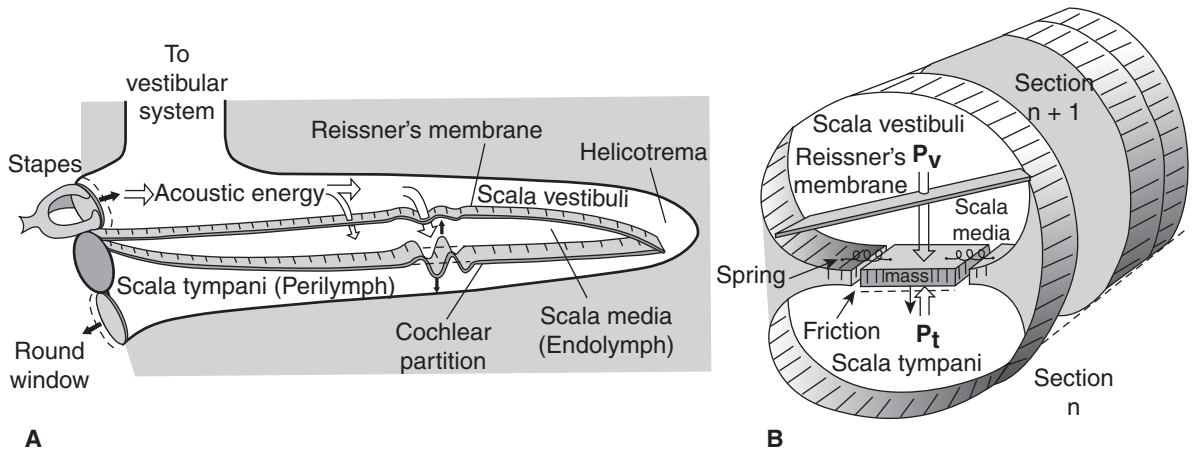 To
vestibular
system
Reissner's membrane
Helicotrema
Stapes
Acoustic energy
Scala vestibuli
Scala tympani (Perilymph)
Cochlear
partition
Scala media
(Endolymph)
Round
window
A
Section
n + 1
Scala vestibuli
Reissner's
membrane
Pv
Scala
media
Spring
mass
Friction
Pt
Scala tympani
Section
n
B